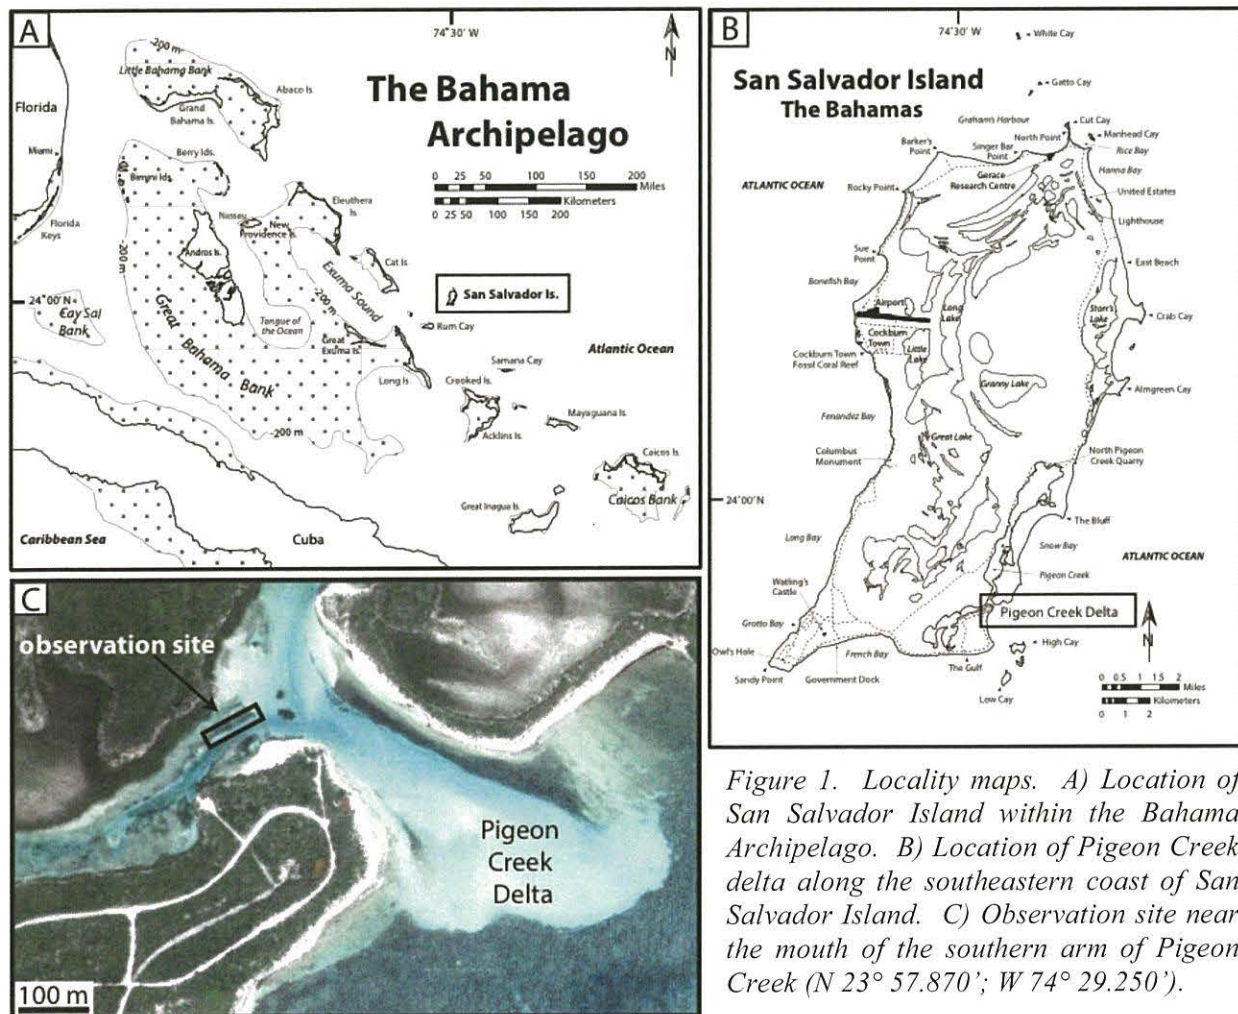 A
74°30' W
N
-200 m-
Little Bahama Bank
Abaco Is.
Grand
Bahama Is.
Florida
Miami
Florida
Keys
The Bahama
Archipelago
0 25 50 100 150 200
Miles
0 25 50 100 150 200
Kilometers
Berry Ids.
Bimini Ids.
Eleuthera
Is.
Nassau
New
Providence Is.
Andros Is.
Cat Is.
Exuma Sound
-200 m
-200 m-
San Salvador Is.
24°00' N
Cay Sal
Bank
Great Bahama Bank
Tongue of
the Ocean
Great
Exuma Is.
Rum Cay
Atlantic Ocean
Samana Cay
Long Is.
Crooked Is.
Mayaguana Is.
Acklins Is.
-200 m
Caicos Is.
Caicos Bank
Great Inagua Is.
Caribbean Sea
Cuba
B
74°30' W
White Cay
San Salvador Island
The Bahamas
Gatto Cay
Graham's Harbour
Cut Cay
North Point
Manhead Cay
Barker's
Point
Singer Bar
Point
Rice Bay
Gerace
Research Centre
Hanna Bay
ATLANTIC OCEAN
Rocky Point
United Estates
Lighthouse
Sue
Point
East Beach
Bonefish Bay
Airport
Long
Lake
Storr's
Lake
Crab Cay
Cockburn
Town
Little
Lake
Cockburn Town
Fossil Coral Reef
Granny Lake
Almgreen Cay
Fenandez Bay
Great Lake
Columbus
Monument
North Pigeon
Creek Quarry
24°00' N
The Bluff
Long Bay
Snow Bay
ATLANTIC OCEAN
Pigeon Creek
Watling's
Castle
Pigeon Creek Delta
N
Grotto Bay
High Cay
Owl's Hole
French Bay
The Gulf
Sandy Point
Government Dock
Low Cay
0 0.5 1 1.5 2
Miles
0 1 2
Kilometers
C
observation site
Pigeon
Creek
Delta
100 m
Figure 1. Locality maps. A) Location of
San Salvador Island within the Bahama
Archipelago. B) Location of Pigeon Creek
delta along the southeastern coast of San
Salvador Island. C) Observation site near
the mouth of the southern arm of Pigeon
Creek (N 23° 57.870'; W 74° 29.250').